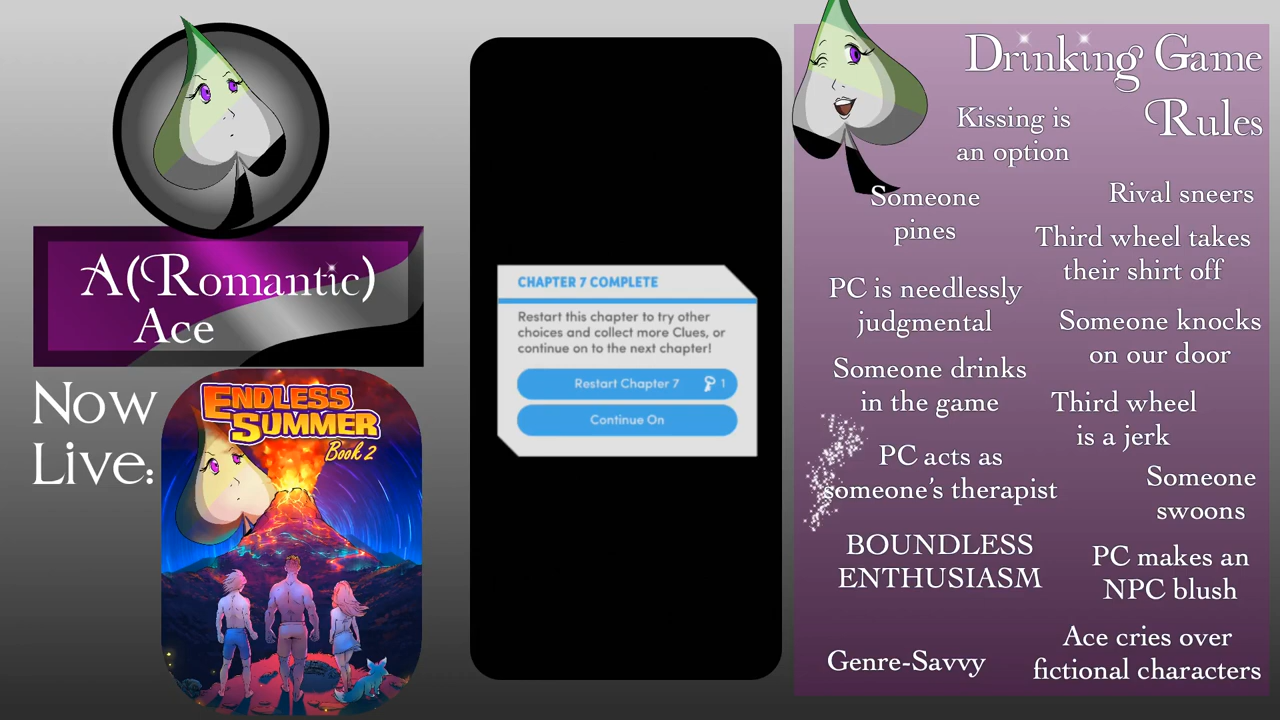 A(Romantic)
Ace
Now
Live:
ENDLESS
SUMMER
Book 2
CHAPTER 7 COMPLETE
Restart this chapter to try other
choices and collect more Clues, or
continue on to the next chapter!
Restart Chapter 7 1
Continue On
Drinking Game
Rules
Kissing is
an option
Someone
pines
Rival sneers
Third wheel takes
their shirt off
PC is needlessly
judgmental
Someone knocks
on our door
Someone drinks
in the game
Third wheel
is a jerk
PC acts as
someone's therapist
Someone
swoons
BOUNDLESS
ENTHUSIASM
PC makes an
NPC blush
Genre-Savvy
Ace cries over
fictional characters